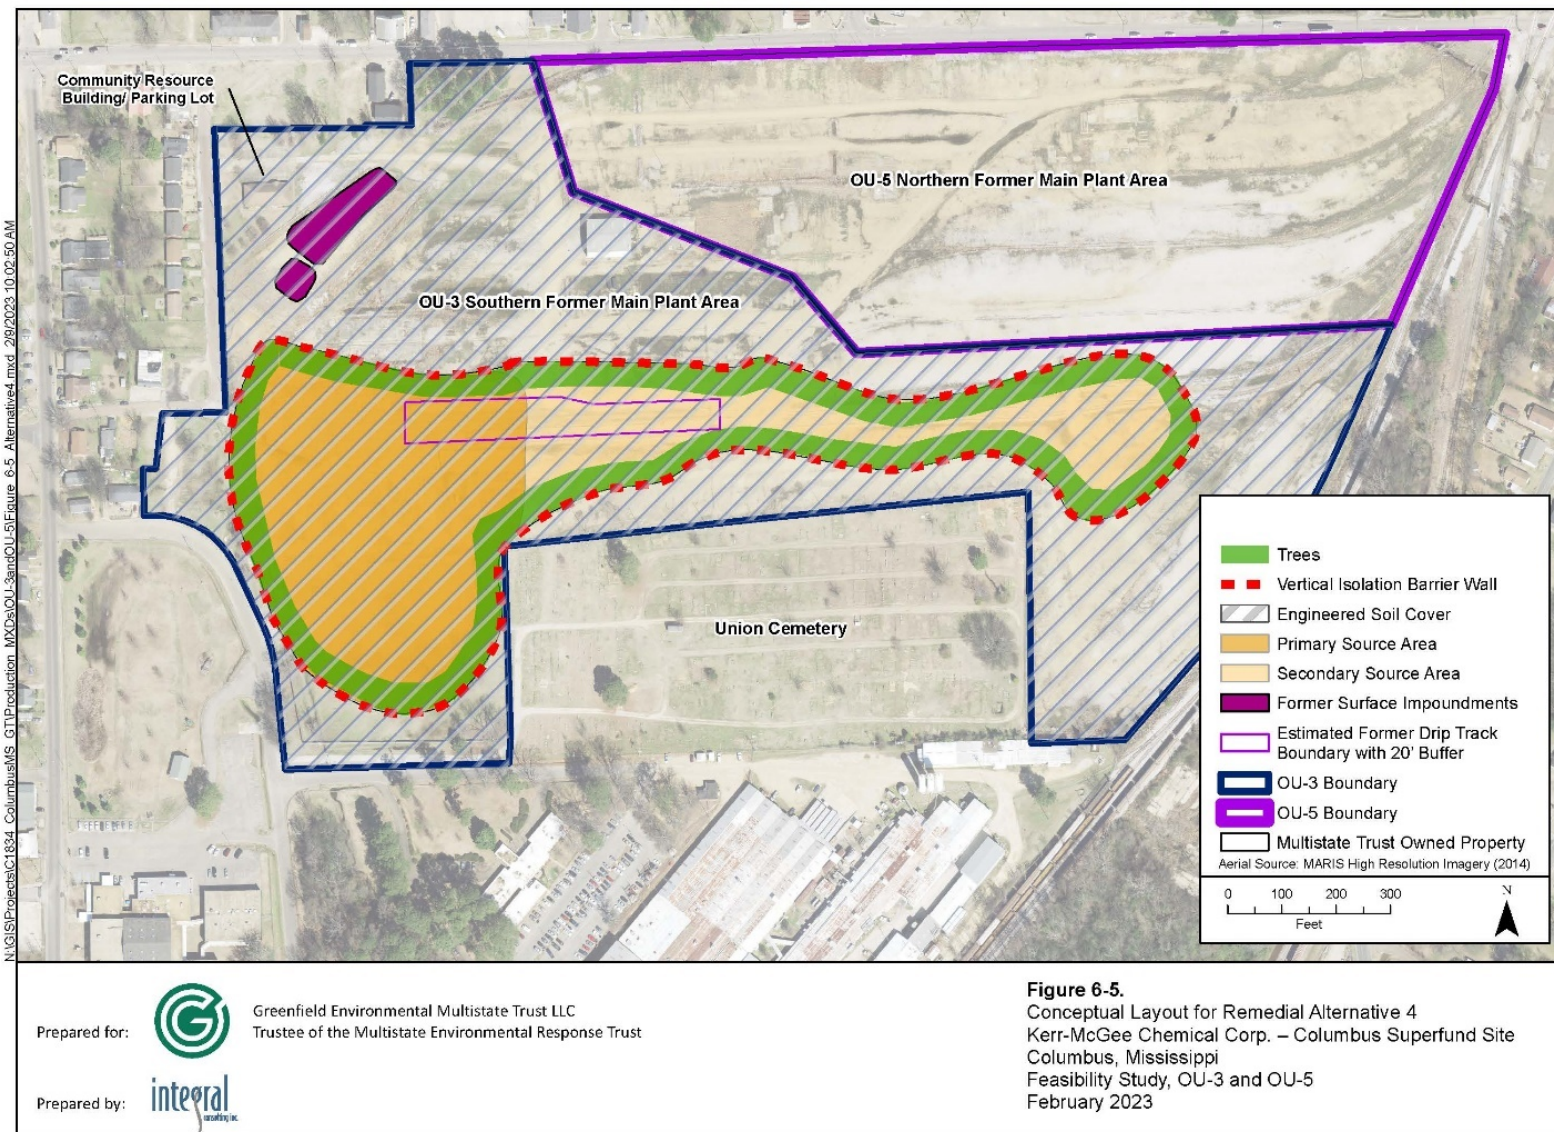 Community Resource
Building/ Parking Lot
OU-5 Northern Former Main Plant Area
OU-3 Southern Former Main Plant Area
Union Cemetery
Trees
Vertical Isolation Barrier Wall
Engineered Soil Cover
Primary Source Area
Secondary Source Area
Former Surface Impoundments
Estimated Former Drip Track
Boundary with 20' Buffer
OU-3 Boundary
OU-5 Boundary
Multistate Trust Owned Property
Aerial Source: MARIS High Resolution Imagery (2014)
0 100 200 300
Feet
N
N:\GIS\Projects\C1834_ColumbusMS_GT\Production_MXDs\OU-3andOU-5\Figure_6-5_Alternative4.mxd 2/9/2023 10:02:50 AM
Prepared for:
Greenfield Environmental Multistate Trust LLC
Trustee of the Multistate Environmental Response Trust
Prepared by:
integral
consulting inc.
Figure 6-5.
Conceptual Layout for Remedial Alternative 4
Kerr-McGee Chemical Corp. – Columbus Superfund Site
Columbus, Mississippi
Feasibility Study, OU-3 and OU-5
February 2023